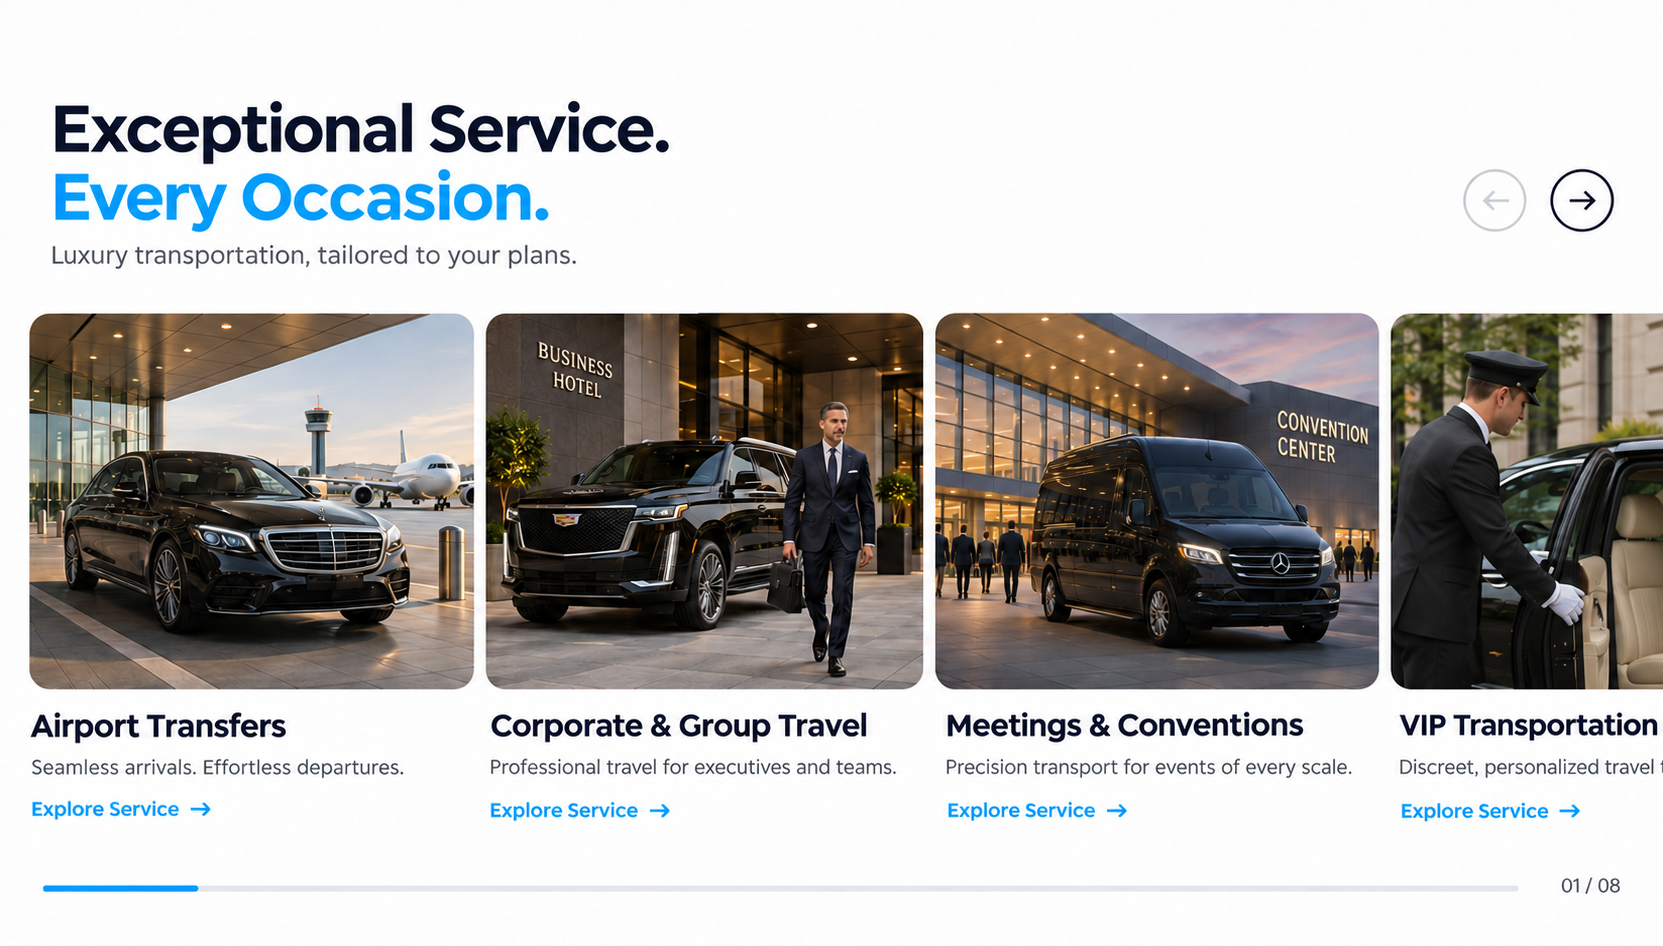 Exceptional Service.
Every Occasion.
Luxury transportation, tailored to your plans.
BUSINESS
HOTEL
CONVENTION
CENTER
Airport Transfers
Seamless arrivals. Effortless departures.
Explore Service →
Corporate & Group Travel
Professional travel for executives and teams.
Explore Service →
Meetings & Conventions
Precision transport for events of every scale.
Explore Service →
VIP Transportation
Discreet, personalized travel
Explore Service →
01 / 08